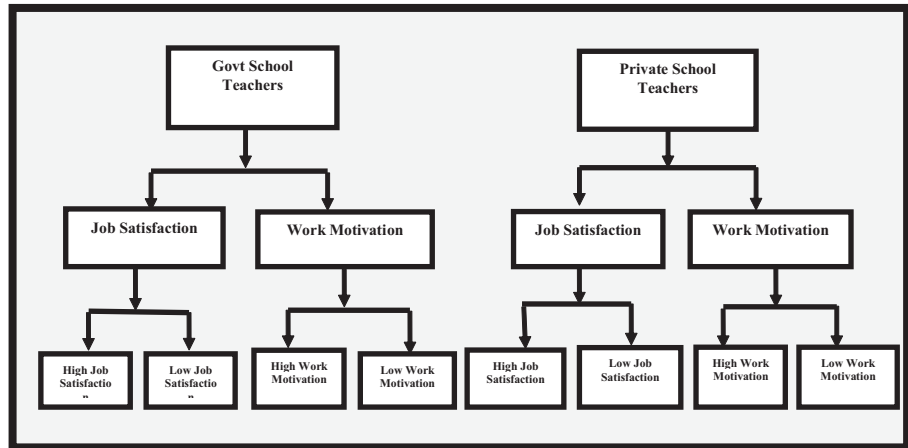 Govt School
Teachers
Private School
Teachers
Job Satisfaction
Work Motivation
Job Satisfaction
Work Motivation
High Job
Satisfactio
n
Low Job
Satisfactio
n
High Work
Motivation
Low Work
Motivation
High Job
Satisfaction
Low Job
Satisfaction
High Work
Motivation
Low Work
Motivation